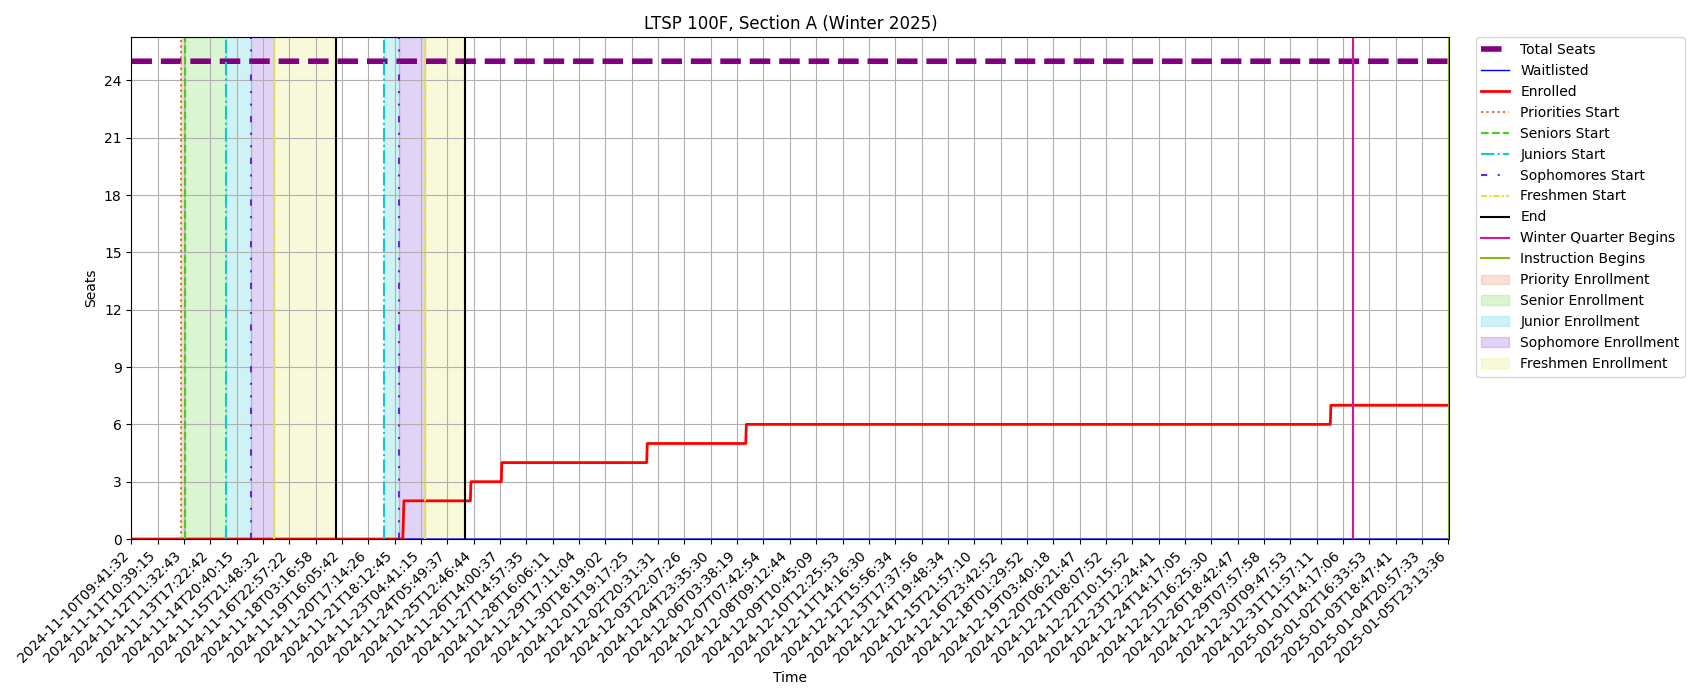 LTSP 100F, Section A (Winter 2025)
Seats
24
21
18
15
12
9
6
3
0
2024-11-10T09:41:32
2024-11-11T10:39:15
2024-11-12T11:32:43
2024-11-13T17:22:42
2024-11-14T20:40:15
2024-11-15T21:48:32
2024-11-16T22:57:22
2024-11-18T03:16:58
2024-11-19T16:05:42
2024-11-20T17:14:26
2024-11-21T18:12:45
2024-11-23T04:41:15
2024-11-24T05:49:37
2024-11-25T12:46:44
2024-11-27T14:00:37
2024-11-27T14:57:35
2024-11-28T16:06:11
2024-11-29T17:11:04
2024-11-30T18:19:02
2024-12-01T19:17:25
2024-12-02T20:31:31
2024-12-03T22:07:26
2024-12-04T23:35:30
2024-12-06T03:38:19
2024-12-07T07:42:54
2024-12-08T09:12:44
2024-12-09T10:45:09
2024-12-10T12:25:53
2024-12-11T14:16:30
2024-12-12T15:56:34
2024-12-13T17:37:56
2024-12-14T19:48:34
2024-12-15T21:57:10
2024-12-16T23:42:52
2024-12-18T01:29:52
2024-12-19T03:40:18
2024-12-20T06:21:47
2024-12-21T08:07:52
2024-12-22T10:15:52
2024-12-23T12:24:41
2024-12-24T14:17:05
2024-12-25T16:25:30
2024-12-26T18:42:47
2024-12-29T07:57:58
2024-12-30T09:47:53
2024-12-31T11:57:11
2025-01-01T14:17:06
2025-01-02T16:33:53
2025-01-03T18:47:41
2025-01-04T20:57:33
2025-01-05T23:13:36
Time
Total Seats
Waitlisted
Enrolled
Priorities Start
Seniors Start
Juniors Start
Sophomores Start
Freshmen Start
End
Winter Quarter Begins
Instruction Begins
Priority Enrollment
Senior Enrollment
Junior Enrollment
Sophomore Enrollment
Freshmen Enrollment